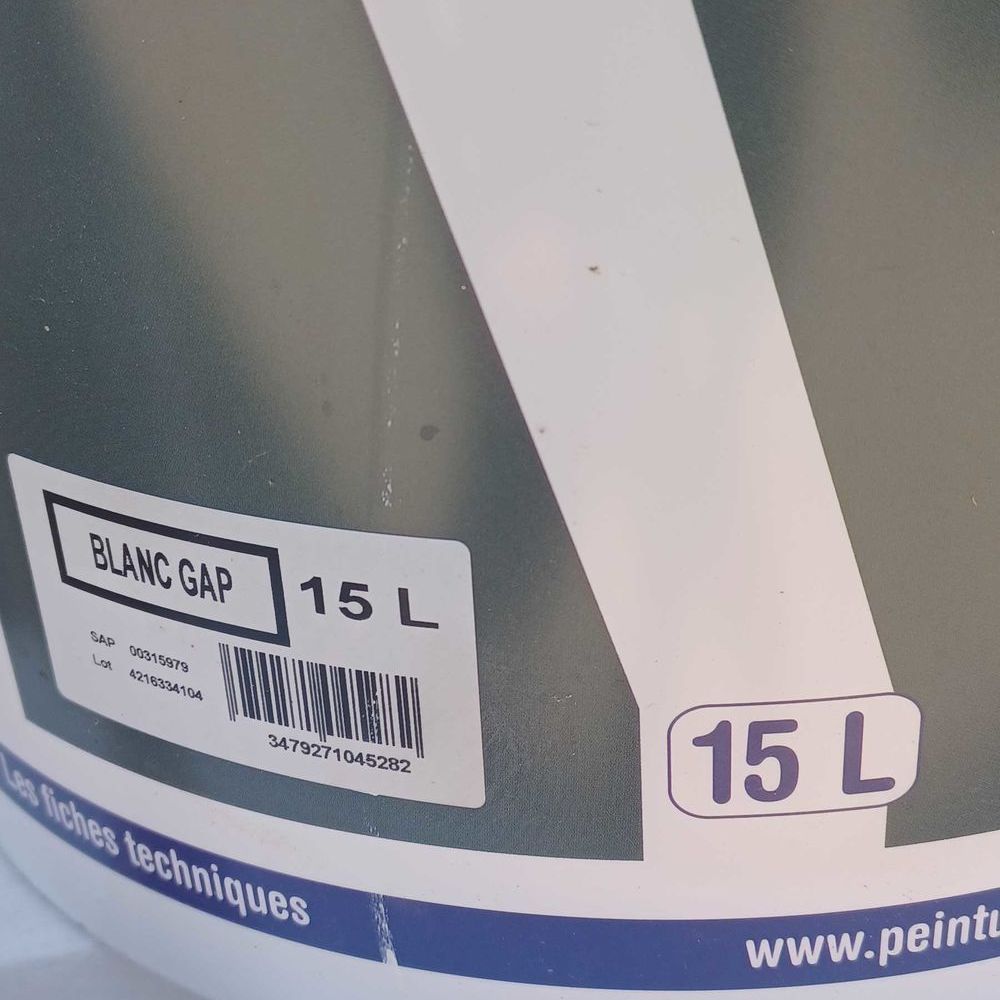 BLANC GAP
15 L
SAP 00315979
Lot 4216334104
3479271045282
15 L
Les fiches techniques
www.peintu